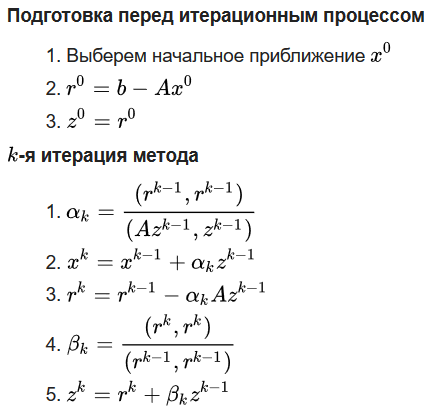 Подготовка перед итерационным процессом
1. Выберем начальное приближение $x^0$
2. $r^0 = b - Ax^0$
3. $z^0 = r^0$
$k$-я итерация метода
1. $\alpha_k = \dfrac{(r^{k-1}, r^{k-1})}{(Az^{k-1}, z^{k-1})}$
2. $x^k = x^{k-1} + \alpha_k z^{k-1}$
3. $r^k = r^{k-1} - \alpha_k Az^{k-1}$
4. $\beta_k = \dfrac{(r^k, r^k)}{(r^{k-1}, r^{k-1})}$
5. $z^k = r^k + \beta_k z^{k-1}$